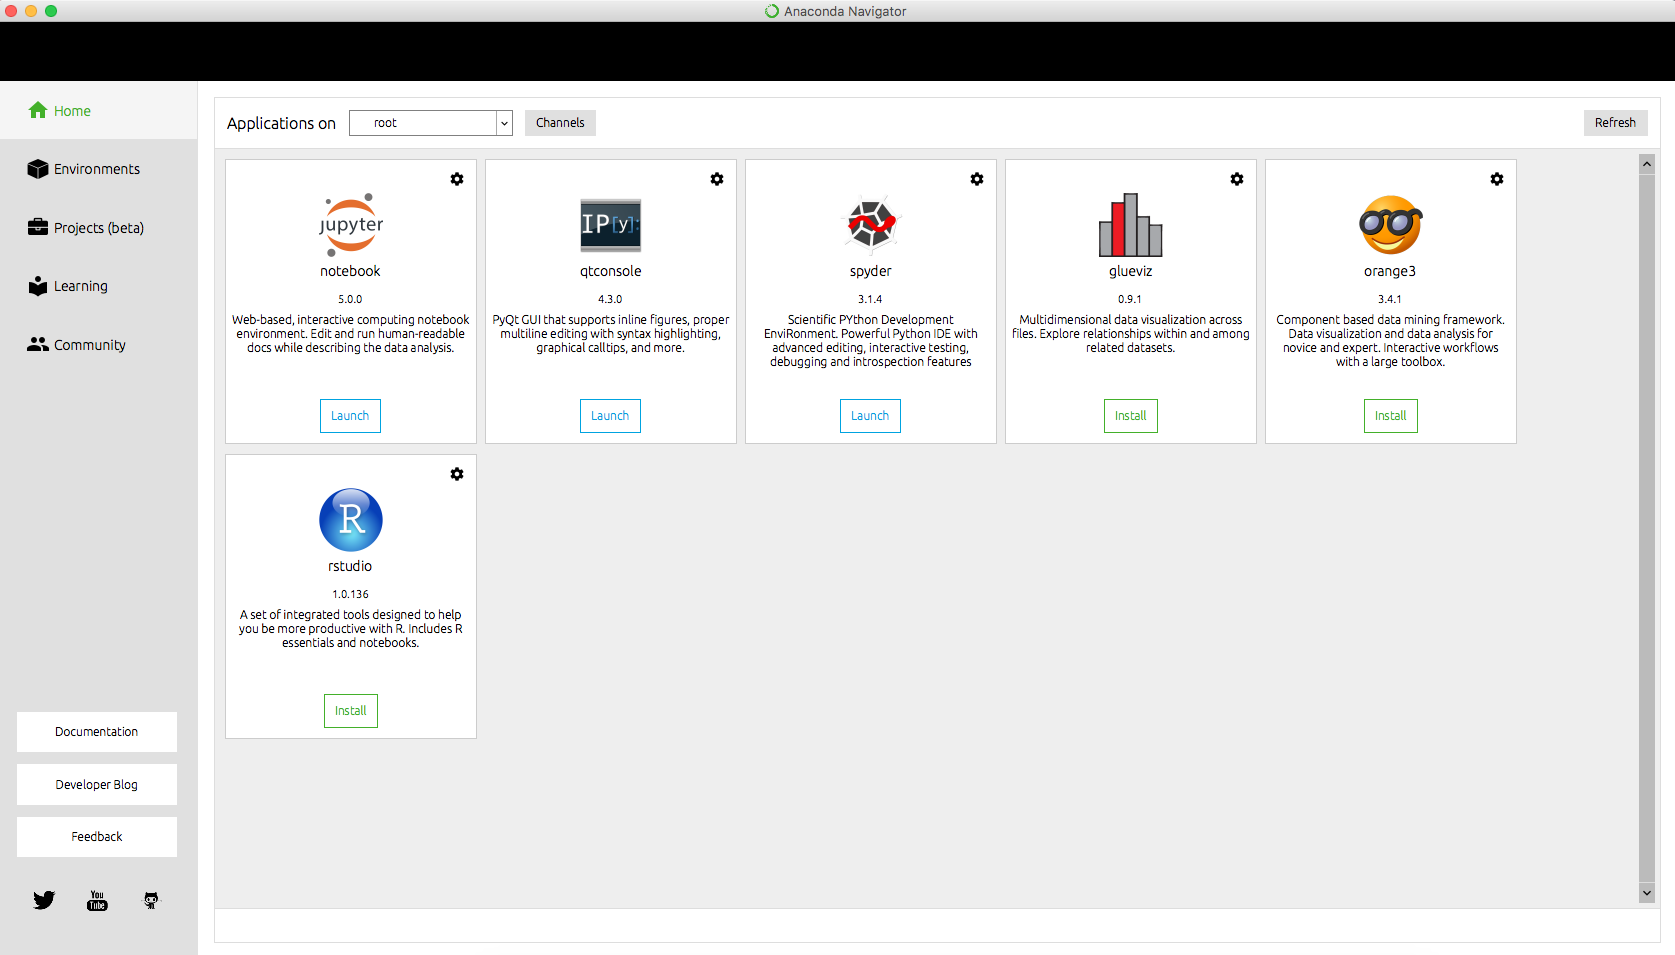 Anaconda Navigator
Home
Environments
Projects (beta)
Learning
Community
Documentation
Developer Blog
Feedback
You
Tube
Applications on
root
Channels
Refresh
jupyter
notebook
5.0.0
Web-based, interactive computing notebook
environment. Edit and run human-readable
docs while describing the data analysis.
Launch
IP[y]:
qtconsole
4.3.0
PyQt GUI that supports inline figures, proper
multiline editing with syntax highlighting,
graphical calltips, and more.
Launch
spyder
3.1.4
Scientific PYthon Development
EnviRonment. Powerful Python IDE with
advanced editing, interactive testing,
debugging and introspection features
Launch
glueviz
0.9.1
Multidimensional data visualization across
files. Explore relationships within and among
related datasets.
Install
orange3
3.4.1
Component based data mining framework.
Data visualization and data analysis for
novice and expert. Interactive workflows
with a large toolbox.
Install
R
rstudio
1.0.136
A set of integrated tools designed to help
you be more productive with R. Includes R
essentials and notebooks.
Install